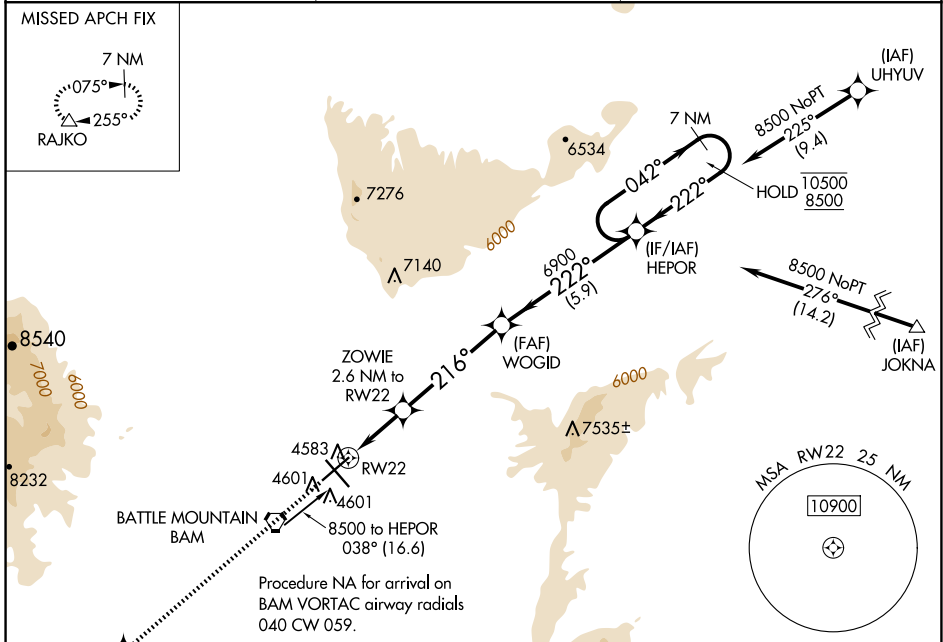 MISSED APCH FIX
7 NM
075°
255°
RAJKO
(IAF)
UHYUV
8500 NoPT
225°
(9.4)
7 NM
6534
042°
222°
HOLD
10500
8500
7276
6000
(IF/IAF)
HEPOR
7140
6900
222°
(5.9)
8500 NoPT
276°
(14.2)
(IAF)
JOKNA
8540
7000
6000
(FAF)
WOGID
ZOWIE
2.6 NM to
RW22
216°
6000
7535±
4583
RW22
8232
4601
4601
BATTLE MOUNTAIN
BAM
8500 to HEPOR
038° (16.6)
MSA RW22 25 NM
10900
Procedure NA for arrival on
BAM VORTAC airway radials
040 CW 059.